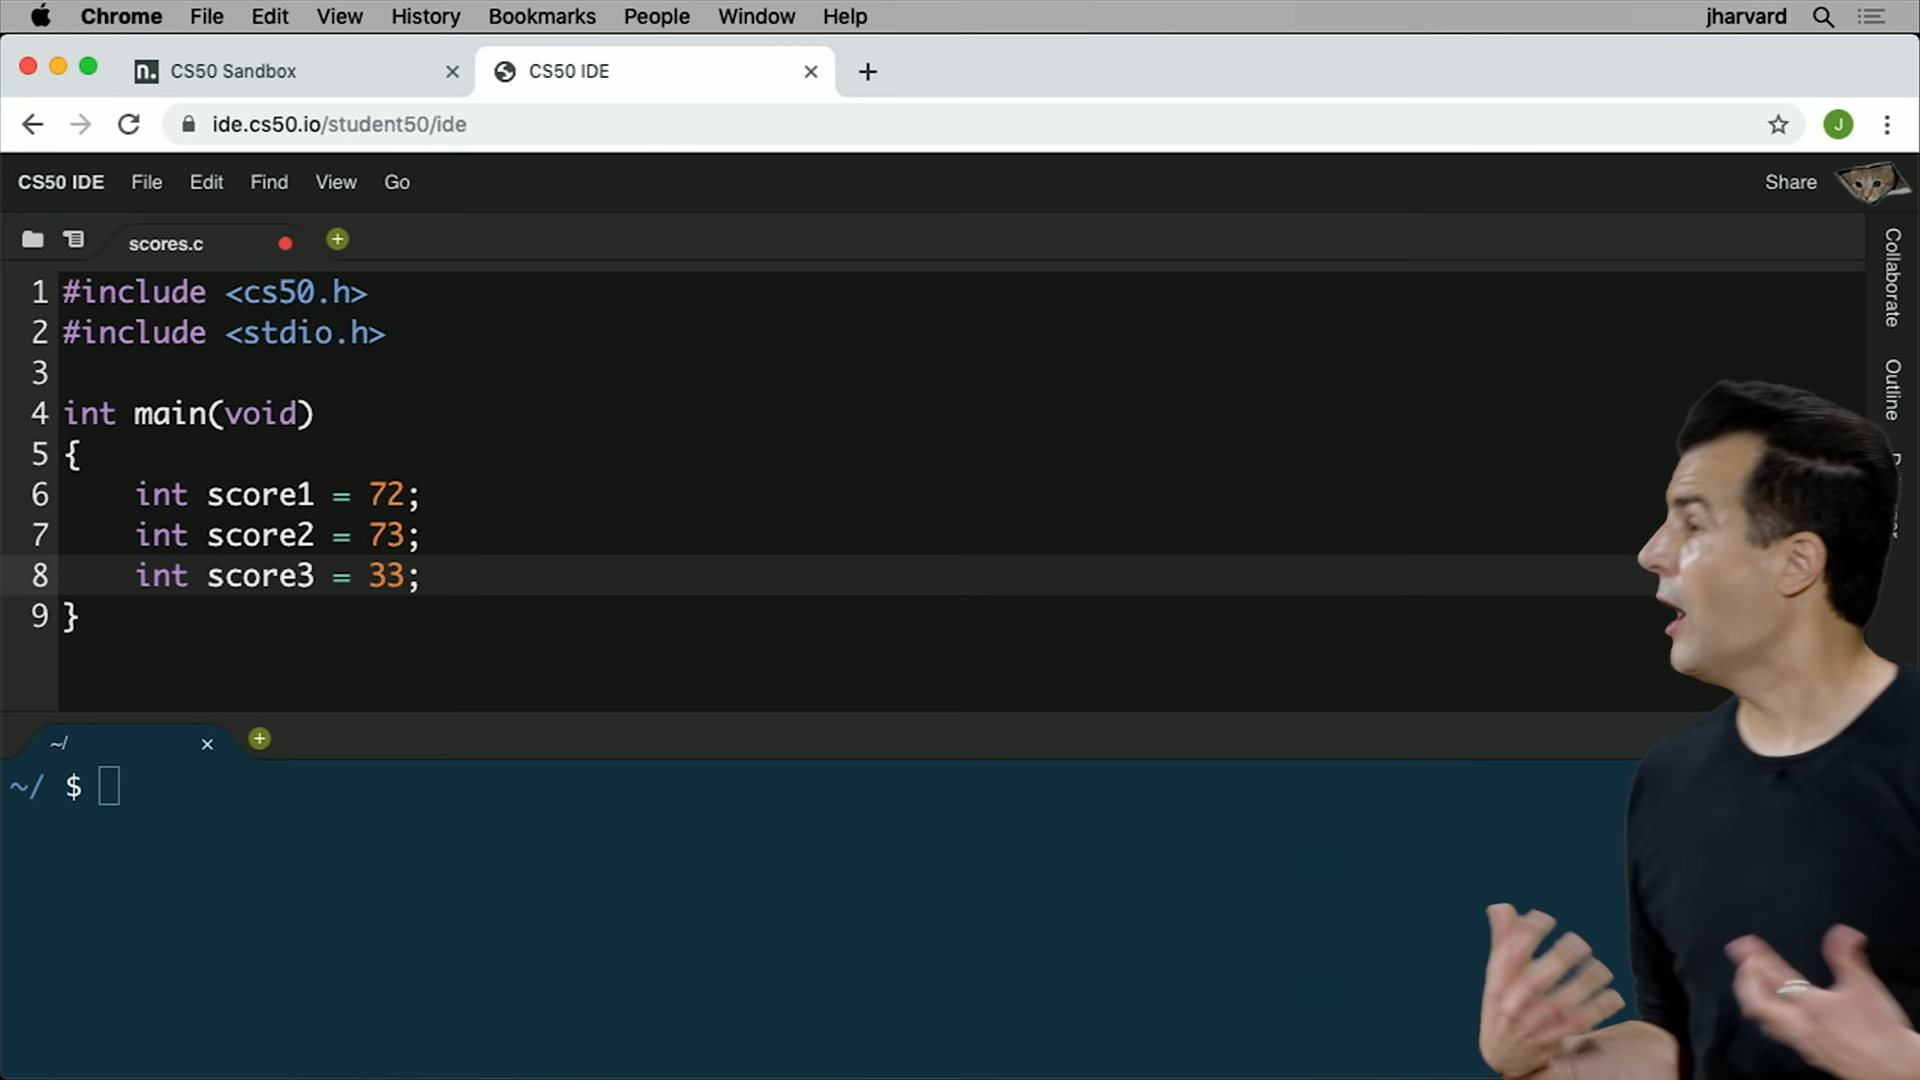 Chrome File Edit View History Bookmarks People Window Help jharvard
n. CS50 Sandbox CS50 IDE
ide.cs50.io/student50/ide J
CS50 IDE File Edit Find View Go Share
scores.c
1 #include <cs50.h>
2 #include <stdio.h>
3
4 int main(void)
5 {
6 int score1 = 72;
7 int score2 = 73;
8 int score3 = 33;
9 }
Collaborate
Outline
~/
~/ $